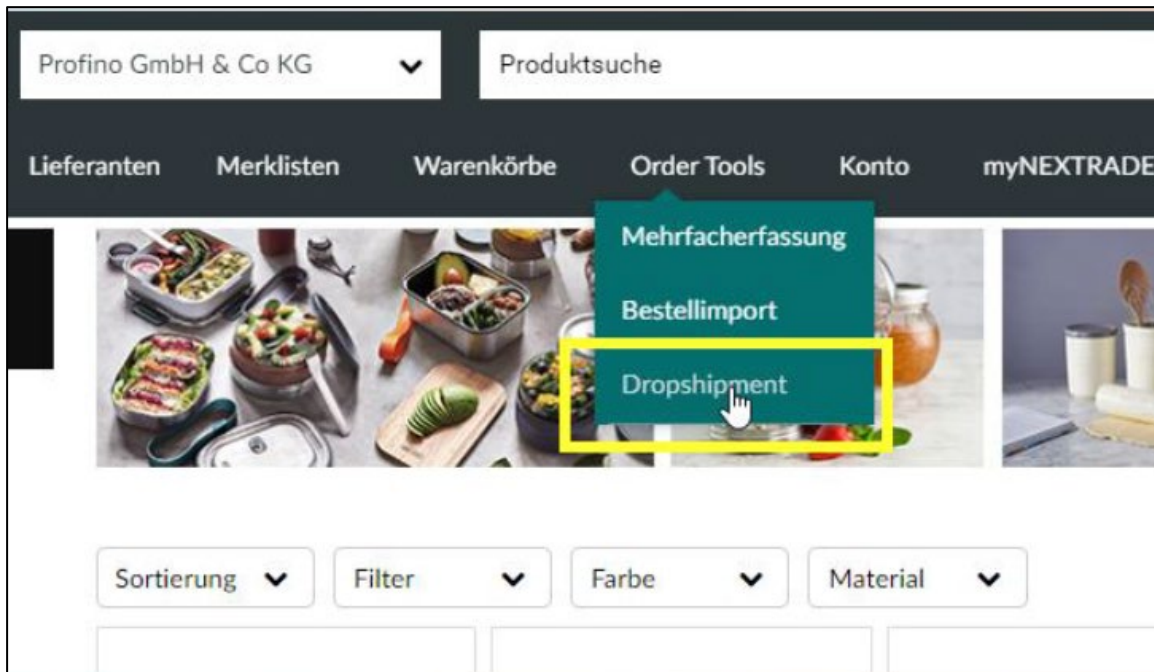 Profino GmbH & Co KG Produktsuche
Lieferanten Merklisten Warenkörbe Order Tools Konto myNEXTRADE
Mehrfacherfassung
Bestellimport
Dropshipment
Sortierung Filter Farbe Material